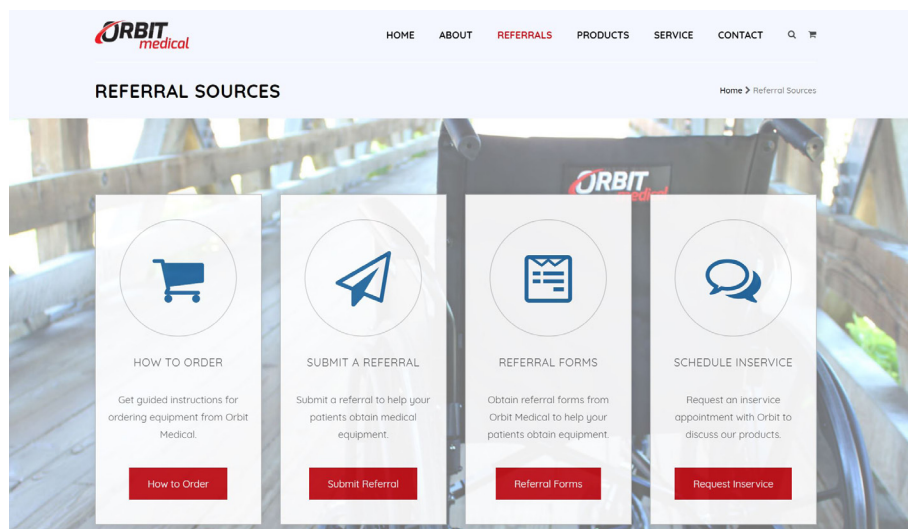 ORBIT
medical
HOME ABOUT REFERRALS PRODUCTS SERVICE CONTACT
REFERRAL SOURCES
Home > Referral Sources
ORBIT
medical
HOW TO ORDER
Get guided instructions for
ordering equipment from Orbit
Medical.
How to Order
SUBMIT A REFERRAL
Submit a referral to help your
patients obtain medical
equipment.
Submit Referral
REFERRAL FORMS
Obtain referral forms from
Orbit Medical to help your
patients obtain equipment.
Referral Forms
SCHEDULE INSERVICE
Request an inservice
appointment with Orbit to
discuss our products.
Request Inservice